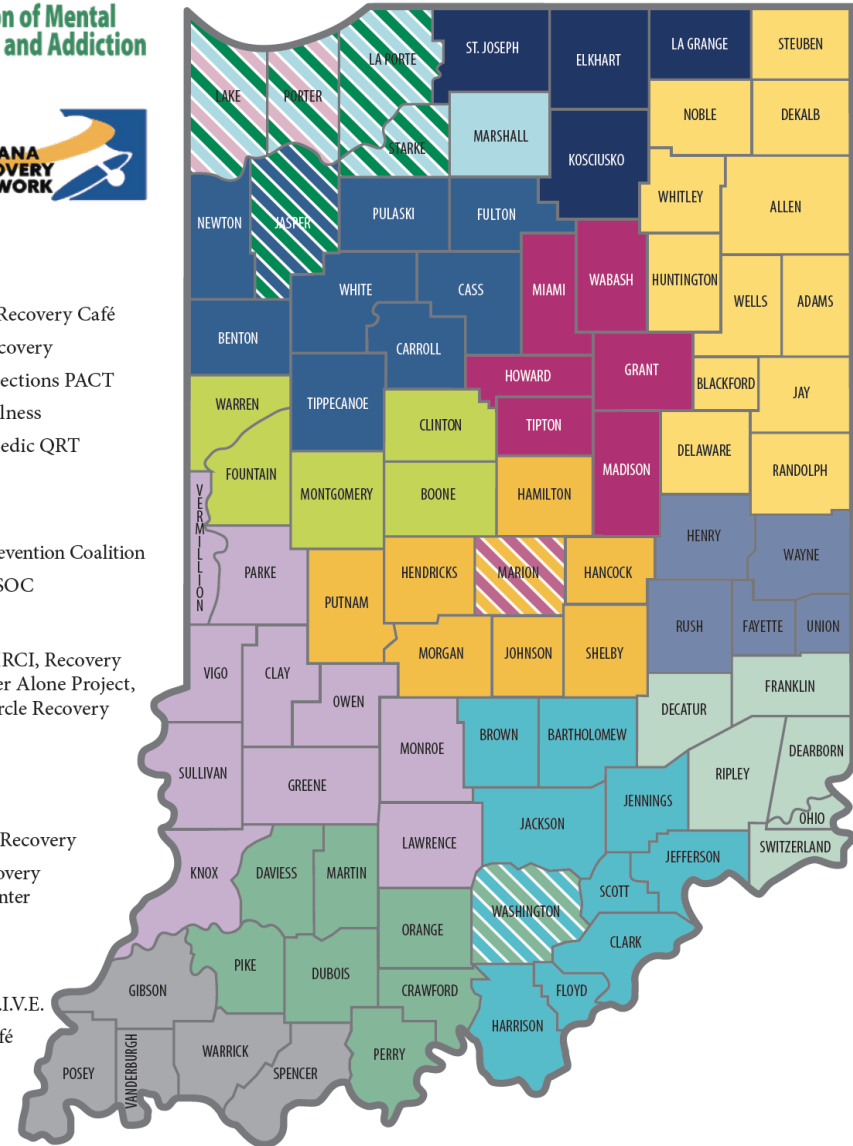 on of Mental
and Addiction
ANA
OVERY
WORK
Recovery Café
covery
ections PACT
lness
edic QRT
evention Coalition
SOC
RCI, Recovery
er Alone Project,
rcle Recovery
Recovery
overy
nter
.I.V.E.
fé
LAKE
PORTER
LA PORTE
ST. JOSEPH
ELKHART
LA GRANGE
STEUBEN
STARKE
MARSHALL
KOSCIUSKO
NOBLE
DEKALB
NEWTON
JASPER
PULASKI
FULTON
WHITLEY
ALLEN
WHITE
CASS
MIAMI
WABASH
HUNTINGTON
WELLS
ADAMS
BENTON
CARROLL
HOWARD
GRANT
BLACKFORD
JAY
WARREN
TIPPECANOE
CLINTON
TIPTON
MADISON
DELAWARE
RANDOLPH
FOUNTAIN
MONTGOMERY
BOONE
HAMILTON
HENRY
WAYNE
VERMILLION
PARKE
PUTNAM
HENDRICKS
MARION
HANCOCK
RUSH
FAYETTE
UNION
VIGO
CLAY
OWEN
MORGAN
JOHNSON
SHELBY
DECATUR
FRANKLIN
SULLIVAN
GREENE
MONROE
BROWN
BARTHOLOMEW
RIPLEY
DEARBORN
JENNINGS
JACKSON
OHIO
SWITZERLAND
KNOX
DAVIESS
MARTIN
LAWRENCE
JEFFERSON
SCOTT
WASHINGTON
ORANGE
CLARK
PIKE
DUBOIS
CRAWFORD
FLOYD
HARRISON
GIBSON
POSEY
VANDERBURGH
WARRICK
SPENCER
PERRY